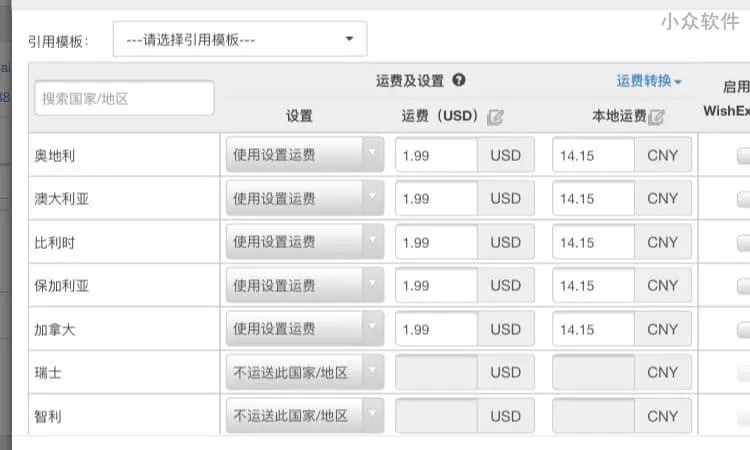 小众软件
引用模板： ---请选择引用模板---
搜索国家/地区 运费及设置 ? 运费转换 启用
设置 运费（USD） 本地运费 WishEx
奥地利 使用设置运费 1.99 USD 14.15 CNY
澳大利亚 使用设置运费 1.99 USD 14.15 CNY
比利时 使用设置运费 1.99 USD 14.15 CNY
保加利亚 使用设置运费 1.99 USD 14.15 CNY
加拿大 使用设置运费 1.99 USD 14.15 CNY
瑞士 不运送此国家/地区 USD CNY
智利 不运送此国家/地区 USD CNY